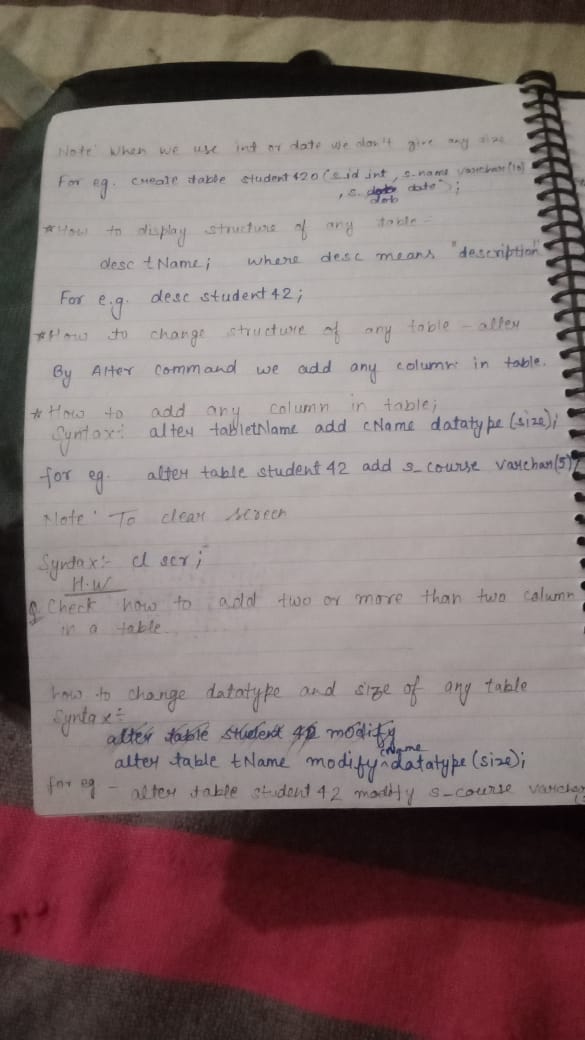 Note: When we use int or date we don't give any size
For eg. create table student 420 (s_id int, s_name varchar(10)
, s_dob date);
* How to display structure of any table -
desc tName; where desc means "description"
For e.g. desc student 42;
* How to change structure of any table - alter
By Alter command we add any column in table.
* How to add any column in table;
Syntax: alter tabletName add cName datatype (size);
for eg. alter table student 42 add s_course varchar(5);
Note: To clear screen
Syntax:- cl scr;
H.W
Q. Check how to add two or more than two column
in a table
how to change datatype and size of any table
Syntax:-
alter table student 42 modify
alter table tName modify cName datatype (size);
for eg - alter table student 42 modify s-course varchar